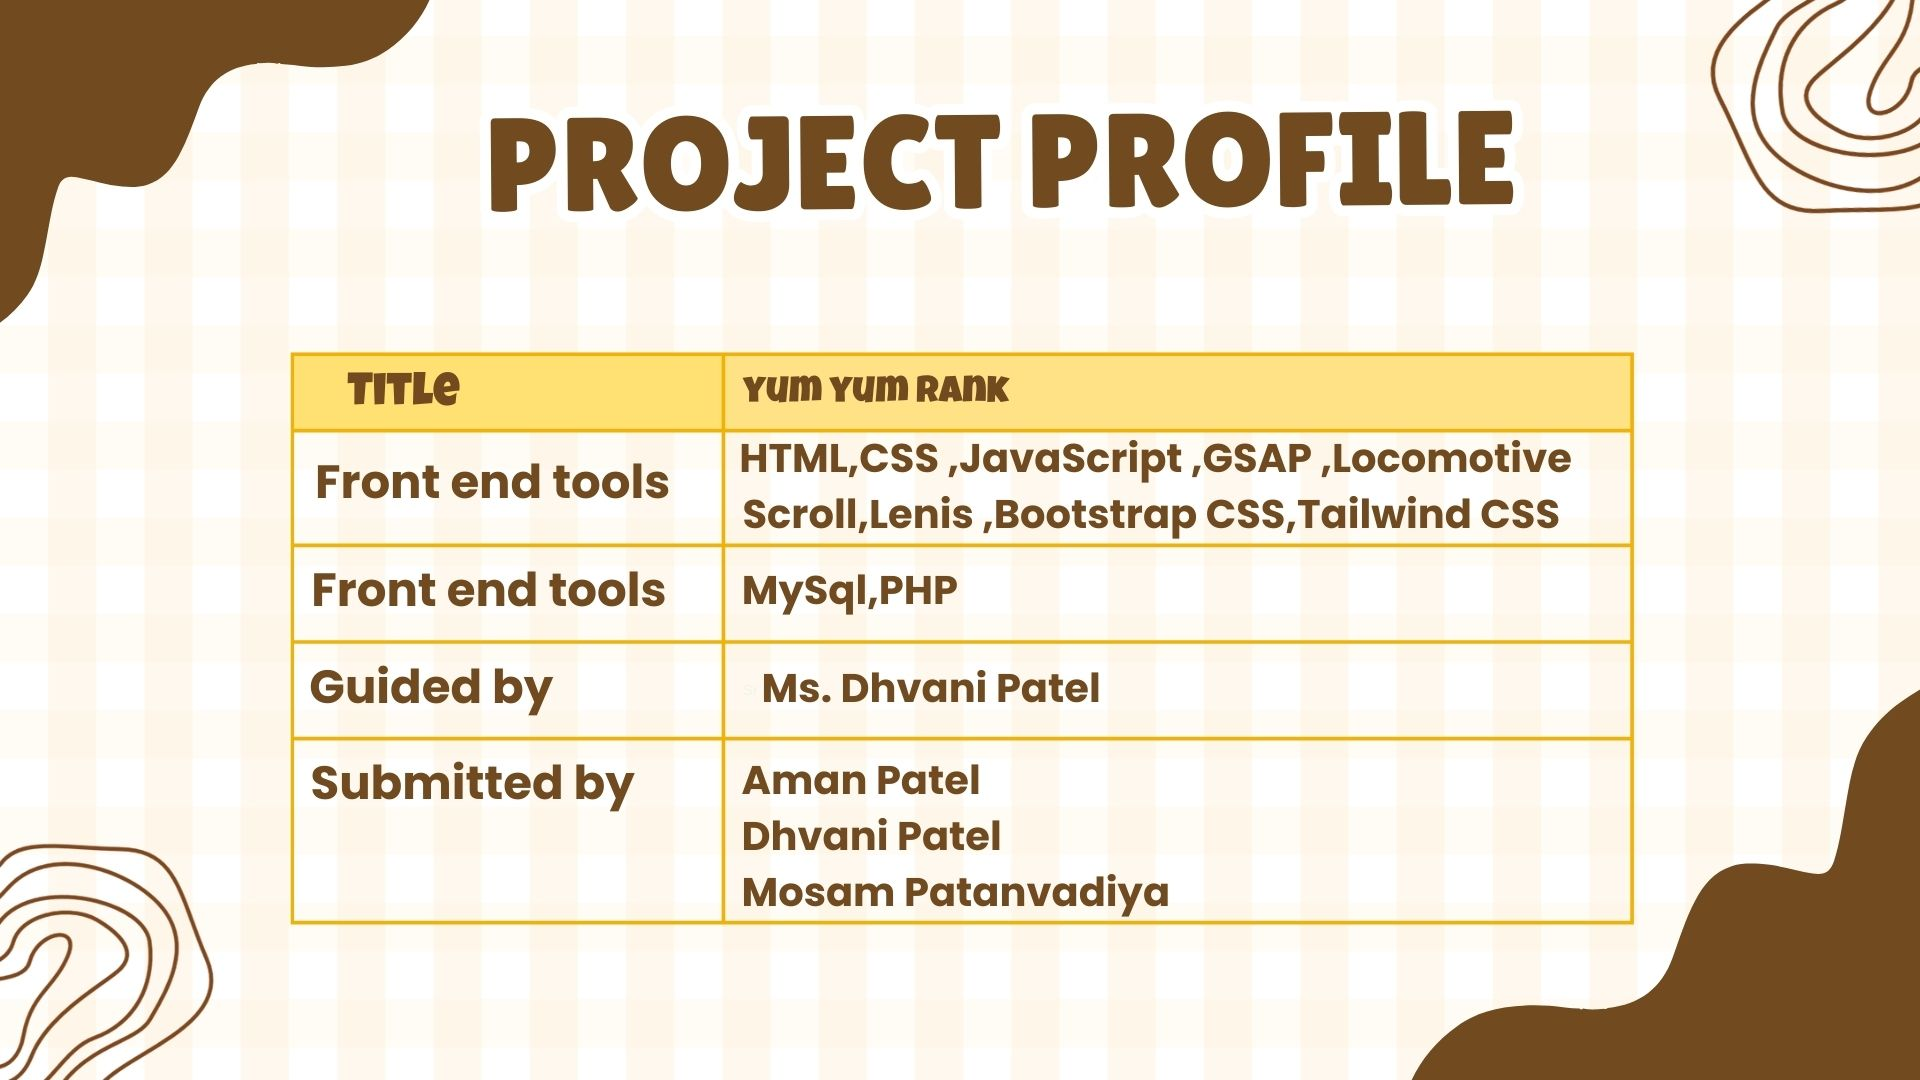 PROJECT PROFILE
TITLe
Yum Yum Rank
Front end tools
HTML,CSS ,JavaScript ,GSAP ,Locomotive
Scroll,Lenis ,Bootstrap CSS,Tailwind CSS
Front end tools
MySql,PHP
Guided by
Ms. Dhvani Patel
Submitted by
Aman Patel
Dhvani Patel
Mosam Patanvadiya